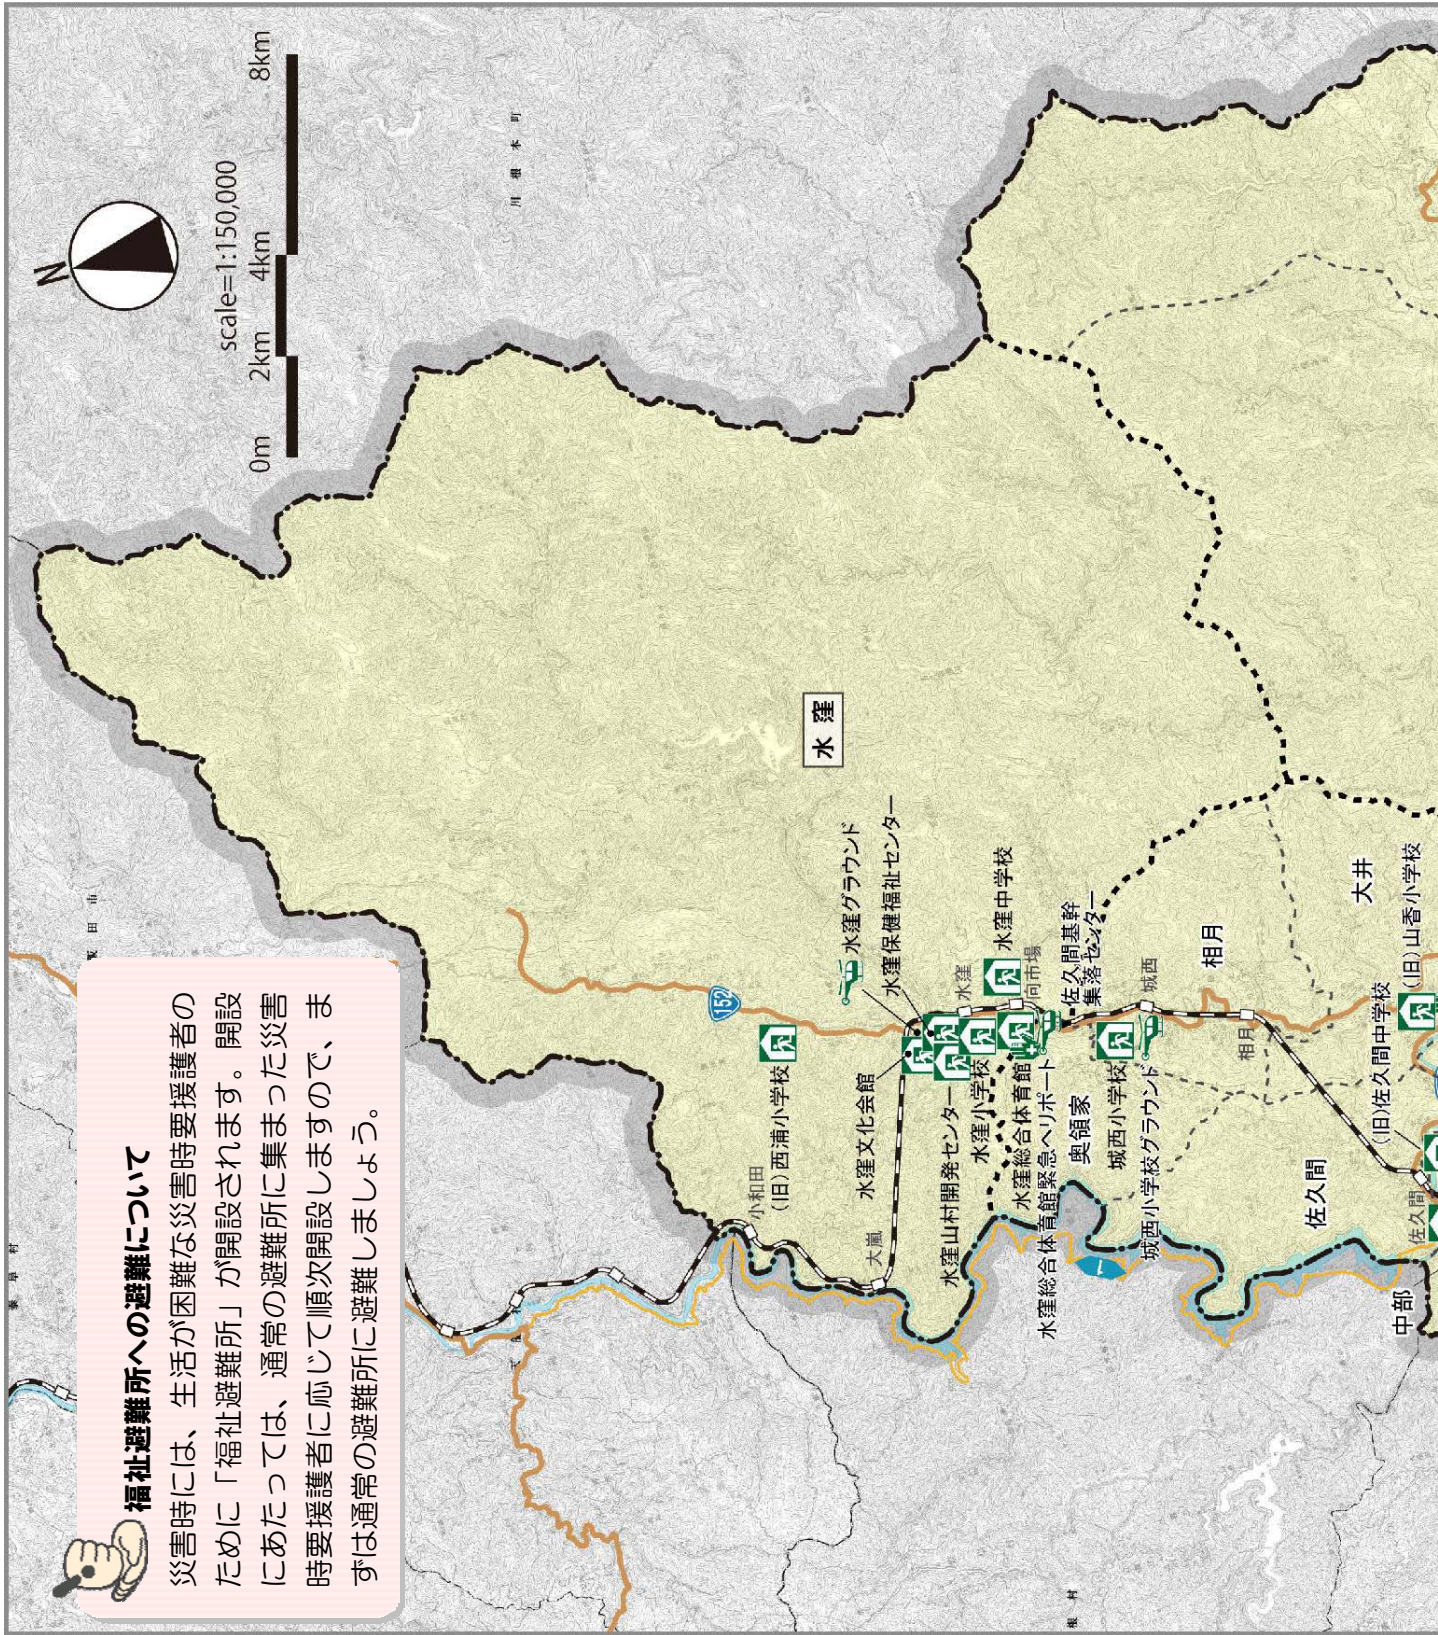 福祉避難所への避難について
災害時には、生活が困難な災害時要援護者の
ために「福祉避難所」が開設されます。開設
にあたっては、通常の避難所に集まった災害
時要援護者に応じて順次開設しますので、ま
ずは通常の避難所に避難しましょう。
N
scale=1:150,000
0m
2km
4km
8km
川根本町
水窪
152
水窪グラウンド
水窪保健福祉センター
(旧)西浦小学校
水窪文化会館
水窪
水窪中学校
水窪山村開発センター
水窪小学校
向市場
水窪総合体育館
水窪総合体育館緊急ヘリポート
小和田
大嵐
佐久間基幹
集落センター
奥領家
城西
城西小学校
城西小学校グラウンド
相月
相月
大井
(旧)山香小学校
(旧)佐久間中学校
佐久間
佐久間
中部
1
根村